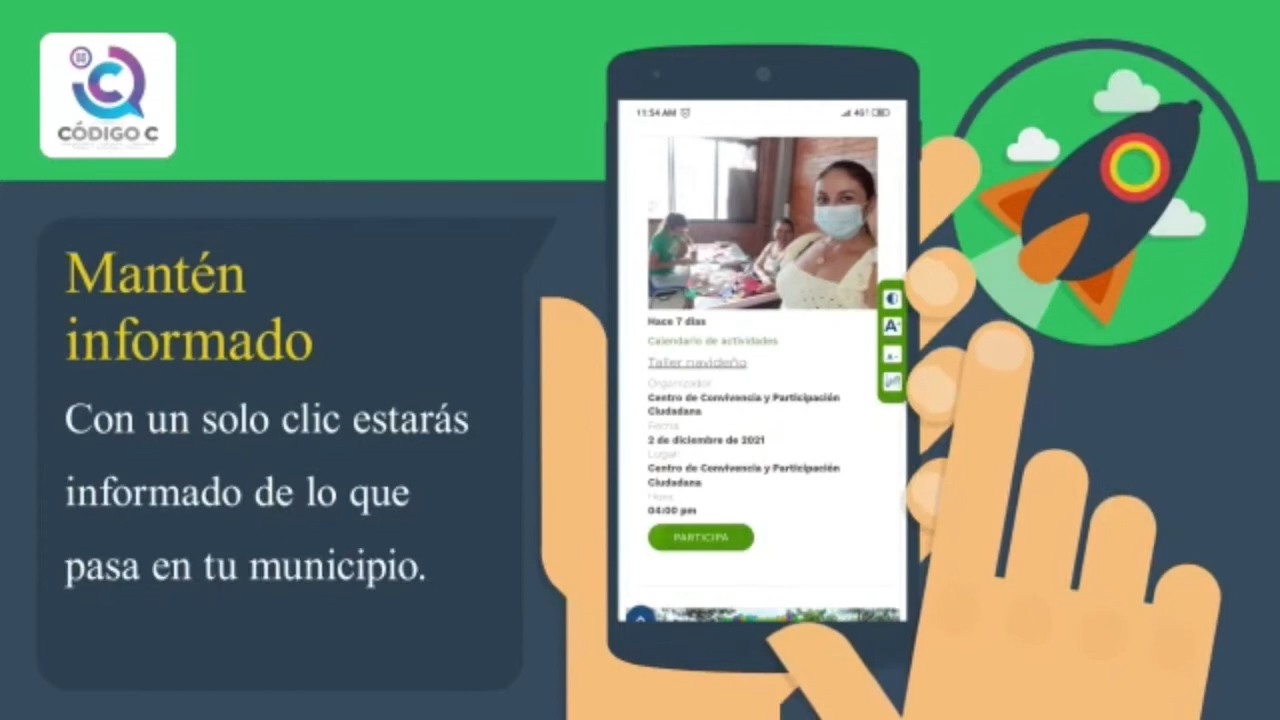 CÓDIGO C
Mantén
informado
Con un solo clic estarás
informado de lo que
pasa en tu municipio.
11:54 AM
4G
Hace 7 días
Calendario de actividades
Taller navideño
Organizador:
Centro de Convivencia y Participación
Ciudadana
Fecha:
2 de diciembre de 2021
Lugar:
Centro de Convivencia y Participación
Ciudadana
Hora:
04:00 pm
PARTICIPA
A+
A-